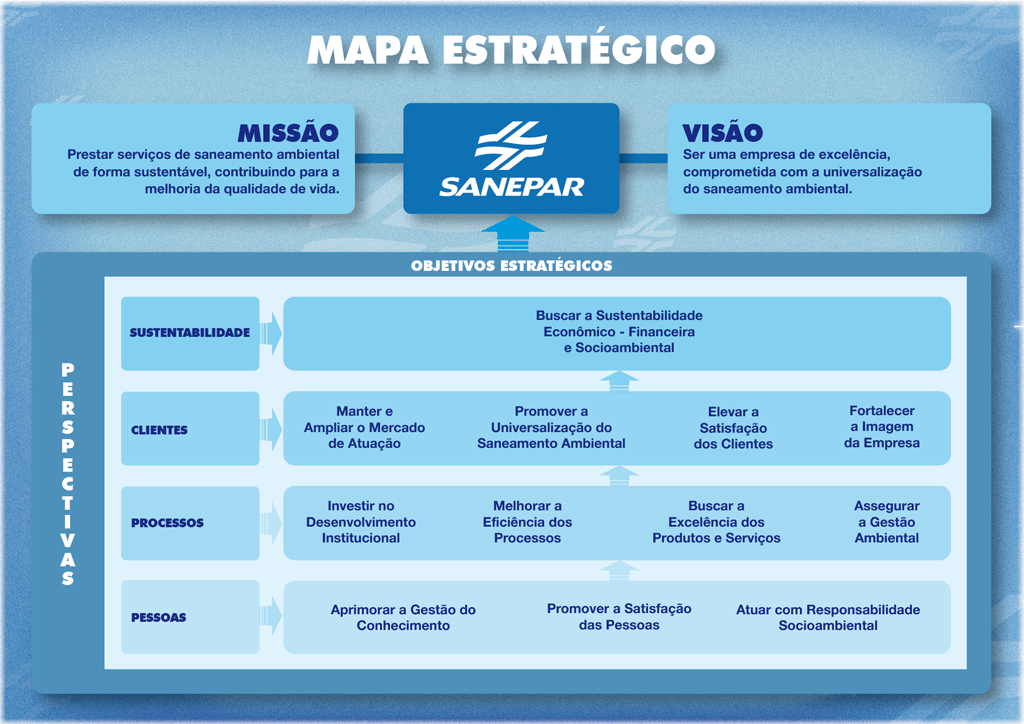 MAPA ESTRATÉGICO
MISSÃO
Prestar serviços de saneamento ambiental
de forma sustentável, contribuindo para a
melhoria da qualidade de vida.
SANEPAR
VISÃO
Ser uma empresa de excelência,
comprometida com a universalização
do saneamento ambiental.
OBJETIVOS ESTRATÉGICOS
PERSPECTIVAS
SUSTENTABILIDADE
Buscar a Sustentabilidade
Econômico - Financeira
e Socioambiental
CLIENTES
Manter e
Ampliar o Mercado
de Atuação
Promover a
Universalização do
Saneamento Ambiental
Elevar a
Satisfação
dos Clientes
Fortalecer
a Imagem
da Empresa
PROCESSOS
Investir no
Desenvolvimento
Institucional
Melhorar a
Eficiência dos
Processos
Buscar a
Excelência dos
Produtos e Serviços
Assegurar
a Gestão
Ambiental
PESSOAS
Aprimorar a Gestão do
Conhecimento
Promover a Satisfação
das Pessoas
Atuar com Responsabilidade
Socioambiental